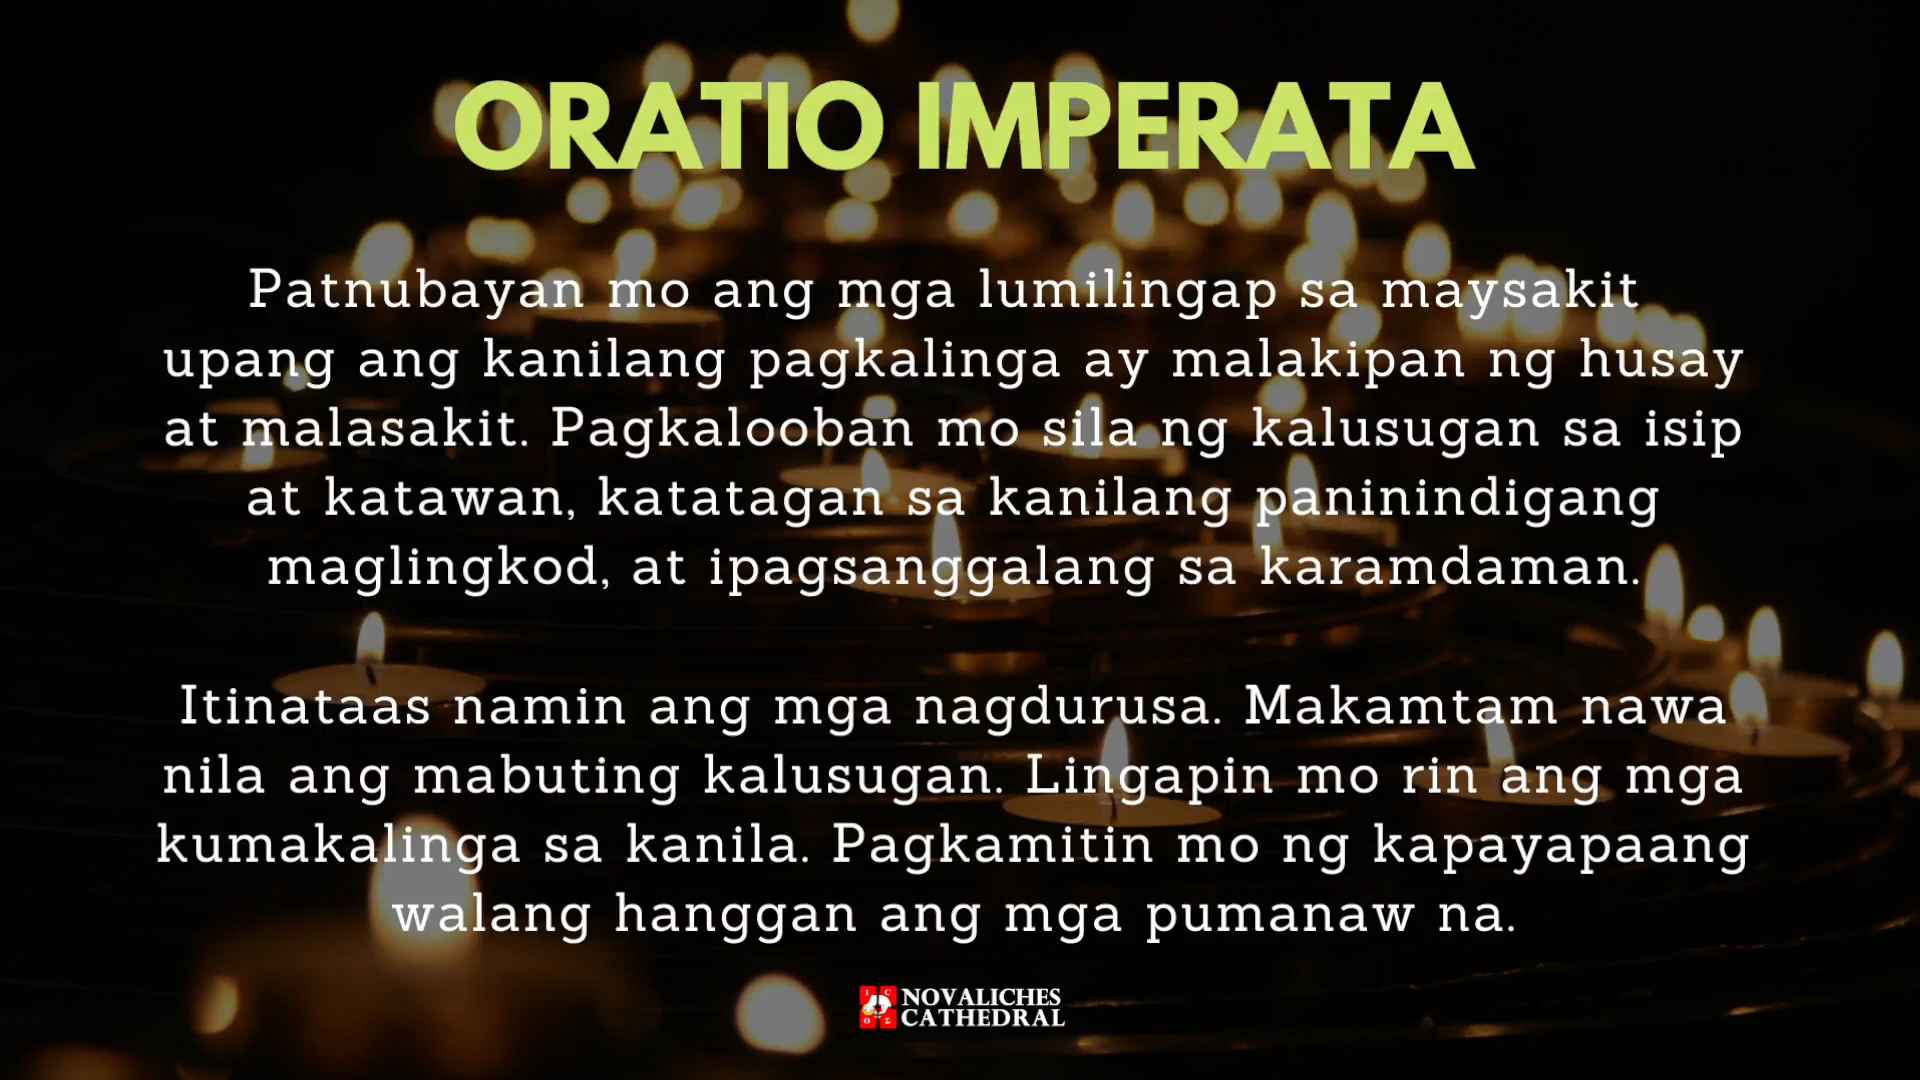 ORATIO IMPERATA
Patnubayan mo ang mga lumilingap sa maysakit
upang ang kanilang pagkalinga ay malakipan ng husay
at malasakit. Pagkalooban mo sila ng kalusugan sa isip
at katawan, katatagan sa kanilang paninindigang
maglingkod, at ipagsanggalang sa karamdaman.
Itinataas namin ang mga nagdurusa. Makamtam nawa
nila ang mabuting kalusugan. Lingapin mo rin ang mga
kumakalinga sa kanila. Pagkamitin mo ng kapayapaang
walang hanggan ang mga pumanaw na.
NOVALICHES
CATHEDRAL